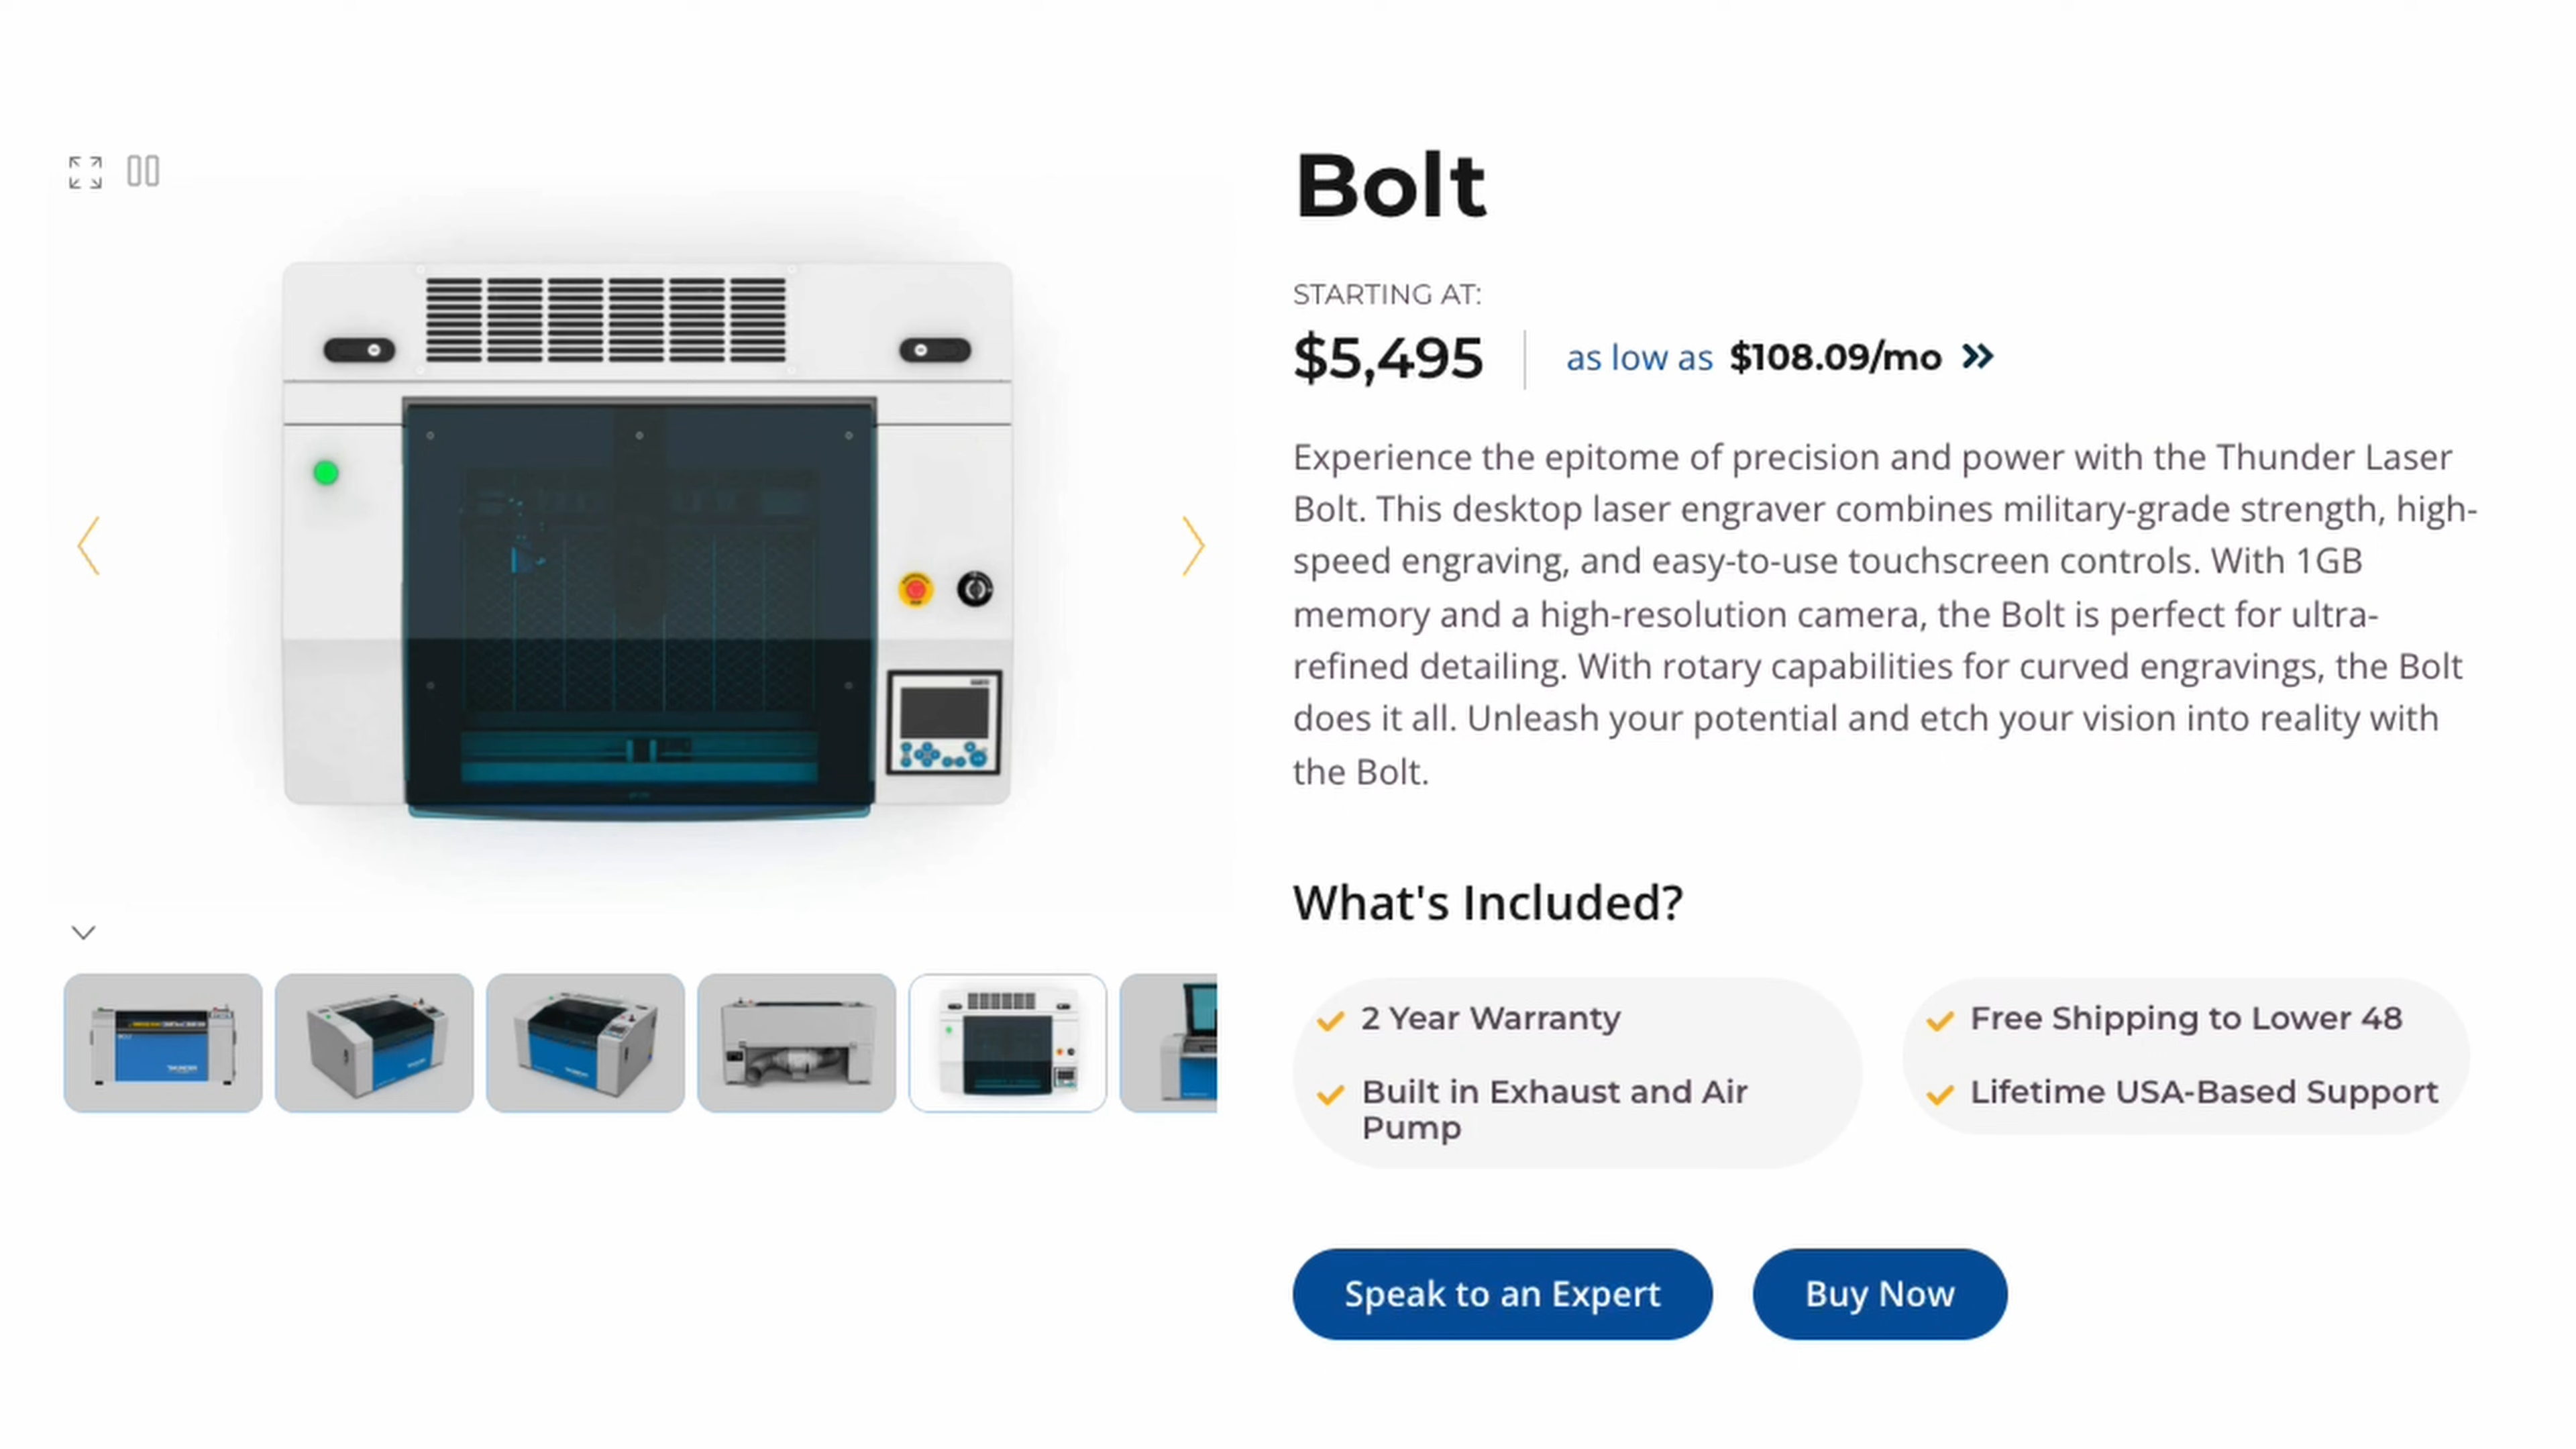 Bolt
STARTING AT:
$5,495
as low as $108.09/mo
Experience the epitome of precision and power with the Thunder Laser
Bolt. This desktop laser engraver combines military-grade strength, high-
speed engraving, and easy-to-use touchscreen controls. With 1GB
memory and a high-resolution camera, the Bolt is perfect for ultra-
refined detailing. With rotary capabilities for curved engravings, the Bolt
does it all. Unleash your potential and etch your vision into reality with
the Bolt.
What's Included?
2 Year Warranty
Built in Exhaust and Air
Pump
Free Shipping to Lower 48
Lifetime USA-Based Support
Speak to an Expert
Buy Now